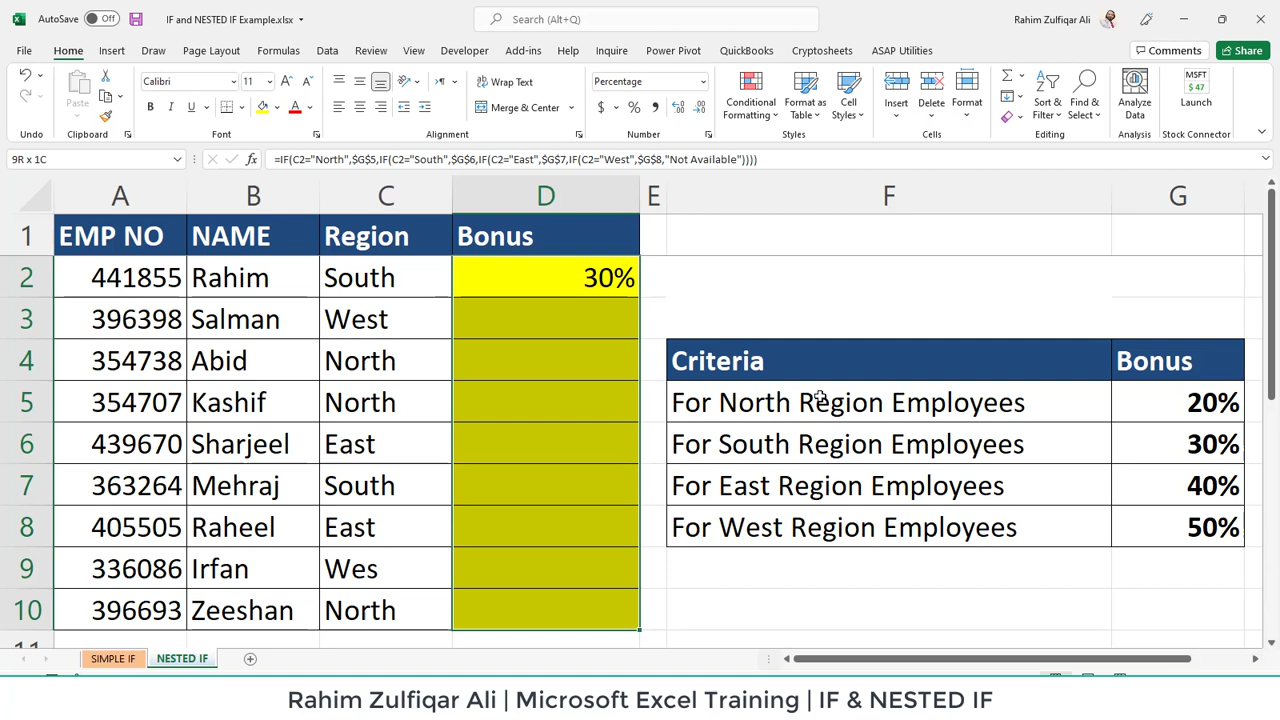 AutoSave Off IF and NESTED IF Example.xlsx Search (Alt+Q) Rahim Zulfiqar Ali
File Home Insert Draw Page Layout Formulas Data Review View Developer Add-ins Help Inquire Power Pivot QuickBooks Cryptosheets ASAP Utilities Comments Share
Calibri 11 Wrap Text Percentage MSFT
Paste B I U A Merge & Center $ % Conditional Format as Cell Insert Delete Format Sort & Find & Analyze $ 47
Formatting Table Styles Filter Select Data Launch
Undo Clipboard Font Alignment Number Styles Cells Editing Analysis Stock Connector
9R x 1C fx =IF(C2="North",$G$5,IF(C2="South",$G$6,IF(C2="East",$G$7,IF(C2="West",$G$8,"Not Available"))))
A B C D E F G
1 EMP NO NAME Region Bonus
2 441855 Rahim South 30%
3 396398 Salman West
4 354738 Abid North Criteria Bonus
5 354707 Kashif North For North Region Employees 20%
6 439670 Sharjeel East For South Region Employees 30%
7 363264 Mehraj South For East Region Employees 40%
8 405505 Raheel East For West Region Employees 50%
9 336086 Irfan Wes
10 396693 Zeeshan North
SIMPLE IF NESTED IF
Rahim Zulfiqar Ali | Microsoft Excel Training | IF & NESTED IF